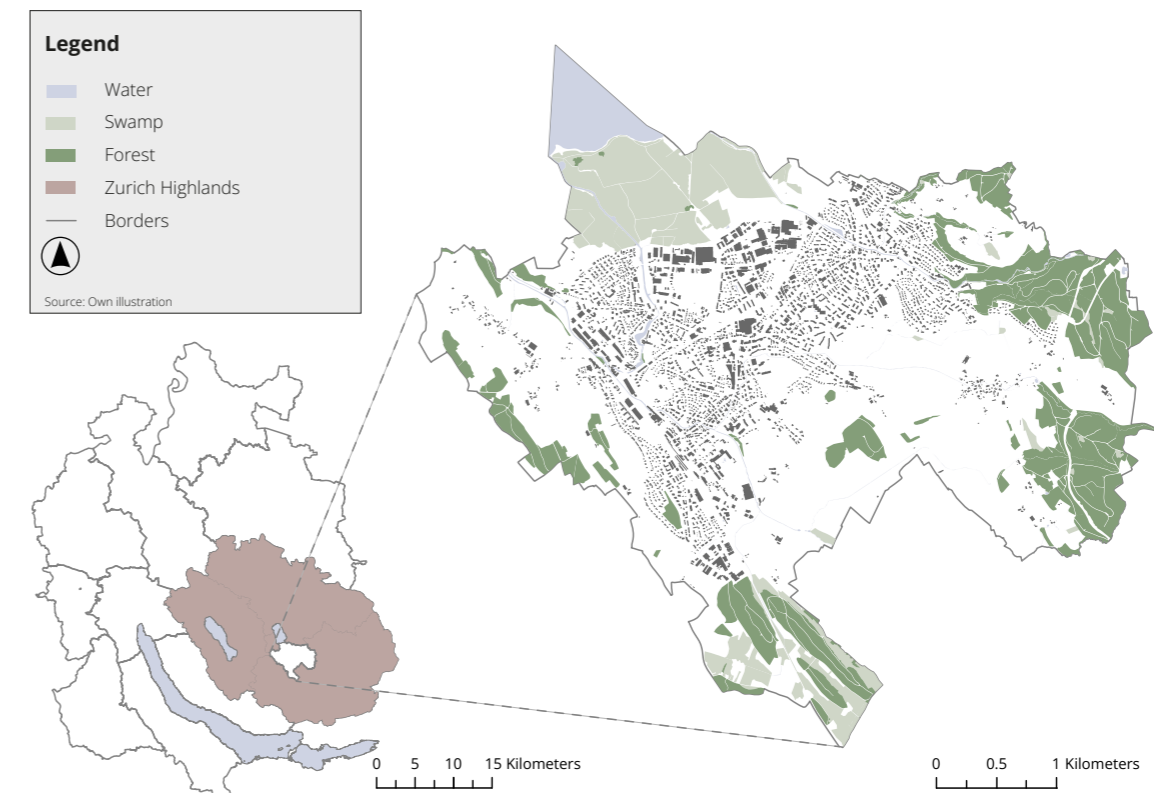 Legend
Water
Swamp
Forest
Zurich Highlands
Borders
Source: Own illustration
0 5 10 15 Kilometers
0 0.5 1 Kilometers